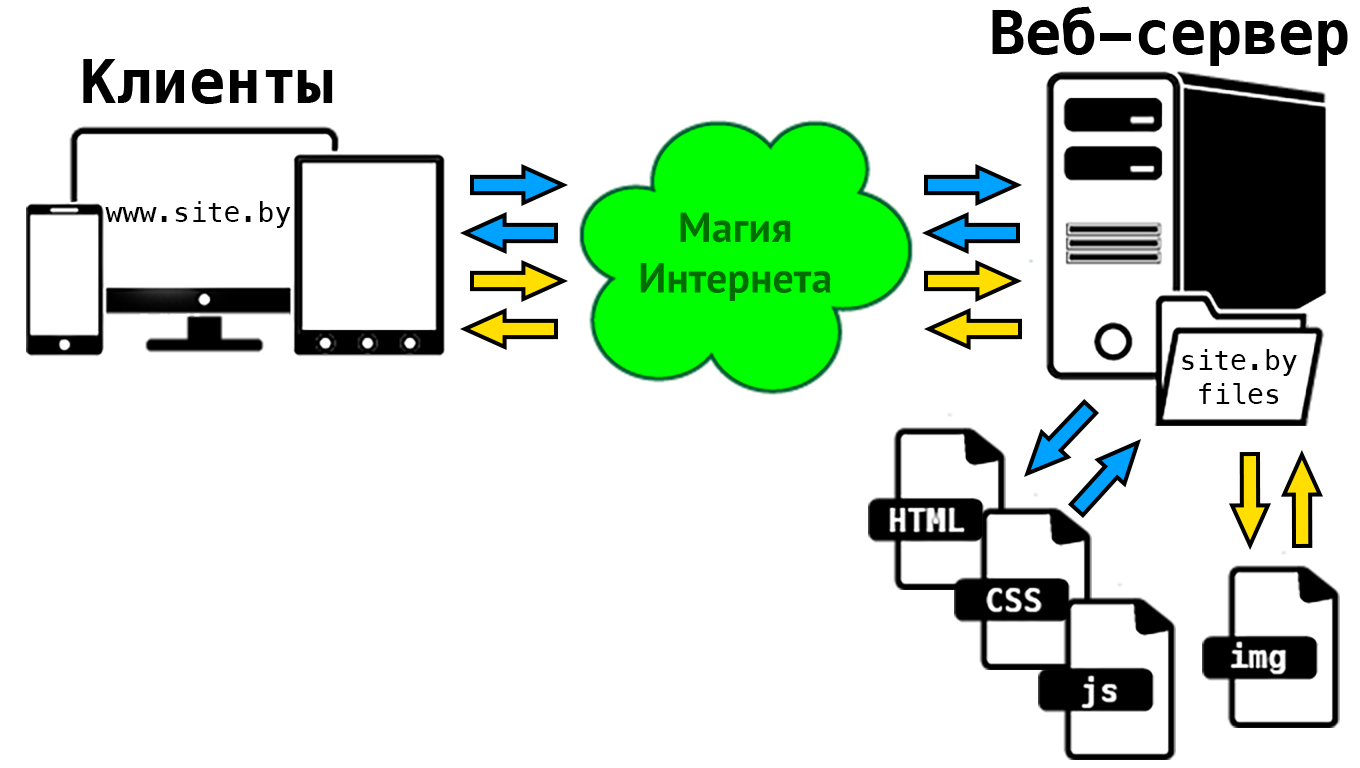 Клиенты
Веб-сервер
www.site.by
Магия
Интернета
site.by
files
HTML
CSS
js
img